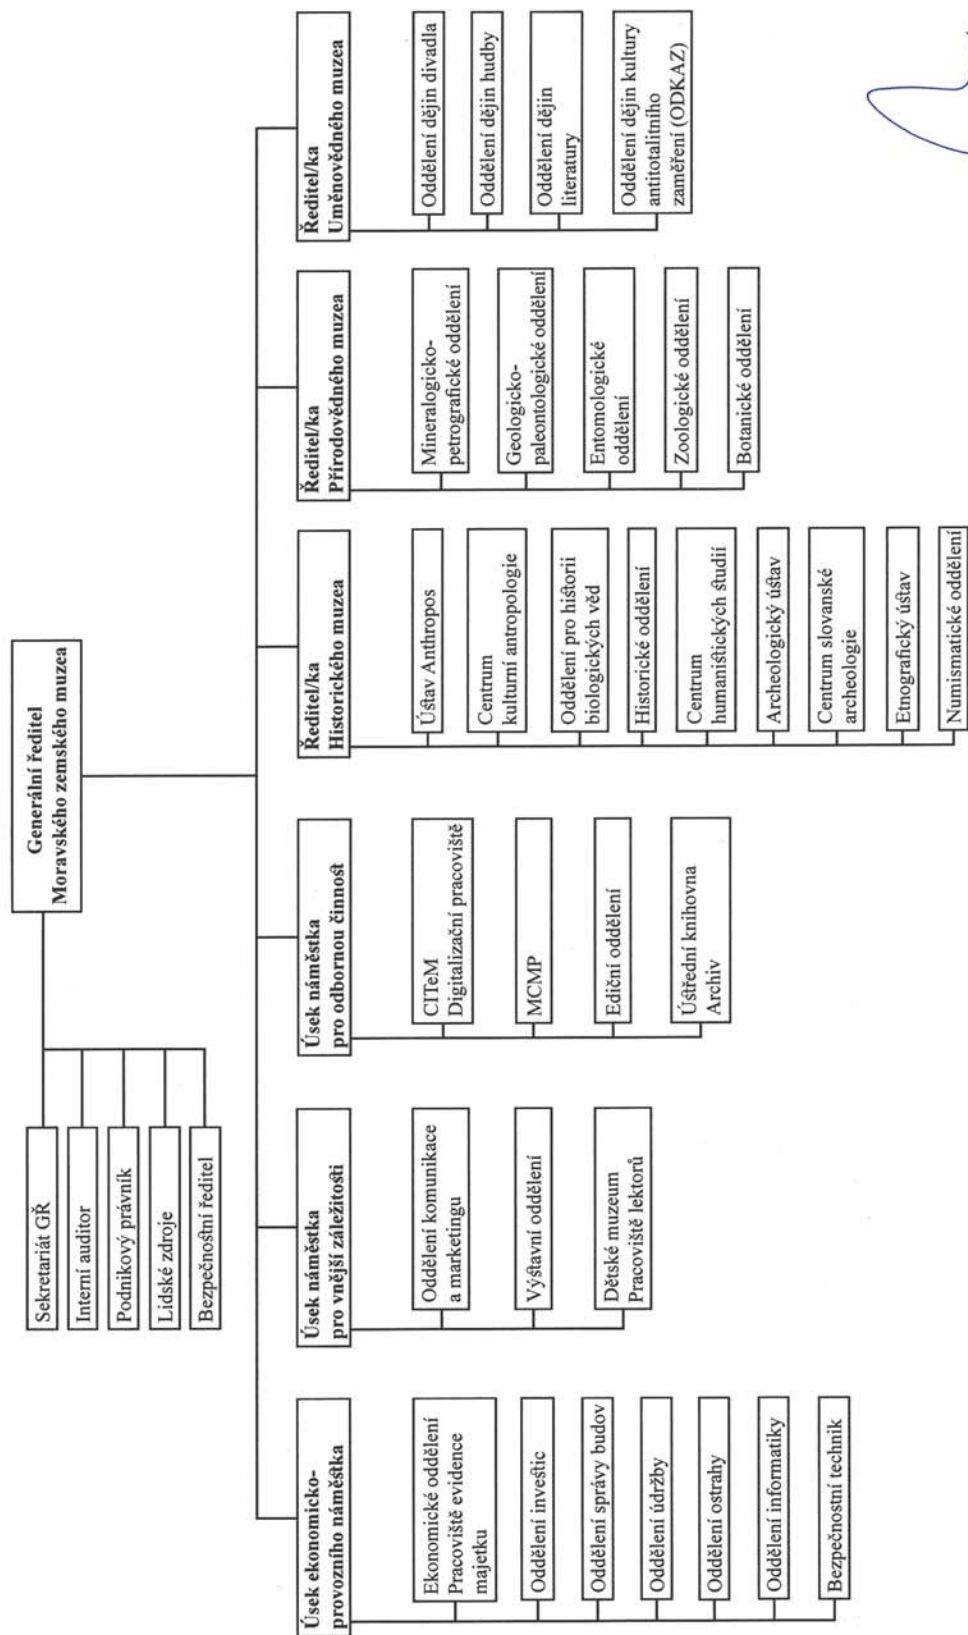 Generální ředitel
Moravského zemského muzea
Sekretariát GŘ
Interní auditor
Podnikový právník
Lidské zdroje
Bezpečnostní ředitel
Úsek ekonomicko-
provozního náměstka
Ekonomické oddělení
Pracoviště evidence
majetku
Oddělení investic
Oddělení správy budov
Oddělení údržby
Oddělení ostrahy
Oddělení informatiky
Bezpečnostní technik
Úsek náměstka
pro vnější záležitosti
Oddělení komunikace
a marketingu
Výstavní oddělení
Dětské muzeum
Pracoviště lektorů
Úsek náměstka
pro odbornou činnost
CITeM
Digitalizační pracoviště
MCMP
Ediční oddělení
Ústřední knihovna
Archiv
Ředitel/ka
Historického muzea
Ústav Anthropos
Centrum
kulturní antropologie
Oddělení pro historii
biologických věd
Historické oddělení
Centrum
humanistických studií
Archeologický ústav
Centrum slovanské
archeologie
Etnografický ústav
Numismatické oddělení
Ředitel/ka
Přírodovědného muzea
Mineralogicko-
petrografické oddělení
Geologicko-
paleontologické oddělení
Entomologické
oddělení
Zoologické oddělení
Botanické oddělení
Ředitel/ka
Uměnovědného muzea
Oddělení dějin divadla
Oddělení dějin hudby
Oddělení dějin
literatury
Oddělení dějin kultury
antitotalitního
zaměření (ODKAZ)